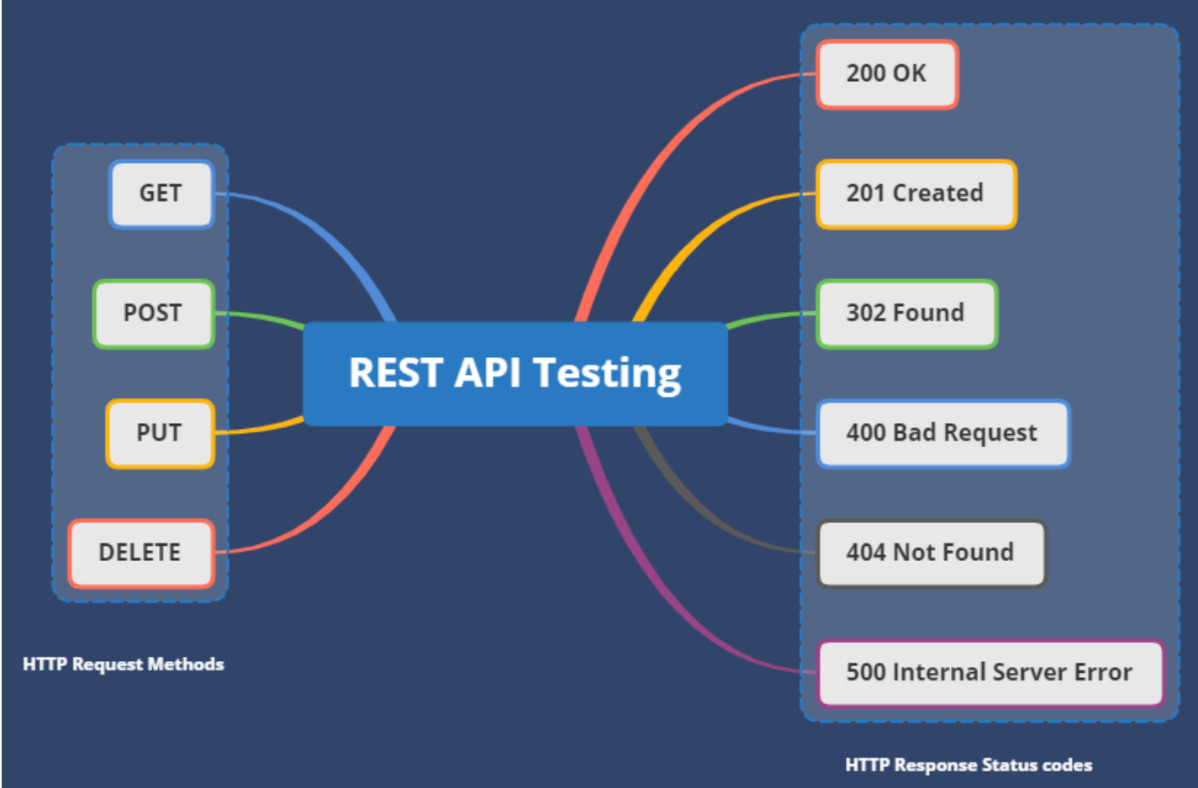 GET
POST
PUT
DELETE
HTTP Request Methods
REST API Testing
200 OK
201 Created
302 Found
400 Bad Request
404 Not Found
500 Internal Server Error
HTTP Response Status codes